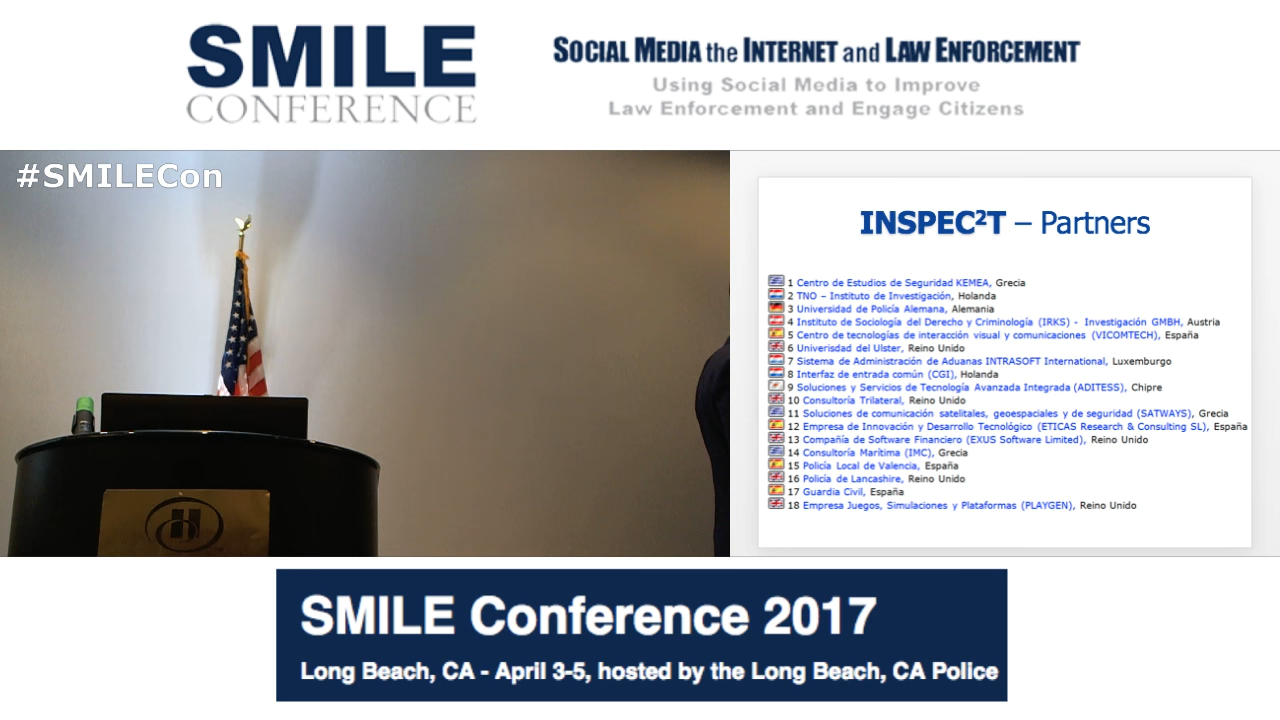 SMILE
CONFERENCE
SOCIAL MEDIA the INTERNET and LAW ENFORCEMENT
Using Social Media to Improve
Law Enforcement and Engage Citizens
#SMILECon
INSPEC²T – Partners
1 Centro de Estudios de Seguridad KEMEA, Grecia
2 TNO – Instituto de Investigación, Holanda
3 Universidad de Policía Alemana, Alemania
4 Instituto de Sociología del Derecho y Criminología (IRKS) - Investigación GMBH, Austria
5 Centro de tecnologías de interacción visual y comunicaciones (VICOMTECH), España
6 Univerisdad del Ulster, Reino Unido
7 Sistema de Administración de Aduanas INTRASOFT International, Luxemburgo
8 Interfaz de entrada común (CGI), Holanda
9 Soluciones y Servicios de Tecnología Avanzada Integrada (ADITESS), Chipre
10 Consultoría Trilateral, Reino Unido
11 Soluciones de comunicación satelitales, geoespaciales y de seguridad (SATWAYS), Grecia
12 Empresa de Innovación y Desarrollo Tecnológico (ETICAS Research & Consulting SL), España
13 Compañía de Software Financiero (EXUS Software Limited), Reino Unido
14 Consultoría Marítima (IMC), Grecia
15 Policía Local de Valencia, España
16 Policía de Lancashire, Reino Unido
17 Guardia Civil, España
18 Empresa Juegos, Simulaciones y Plataformas (PLAYGEN), Reino Unido
SMILE Conference 2017
Long Beach, CA - April 3-5, hosted by the Long Beach, CA Police